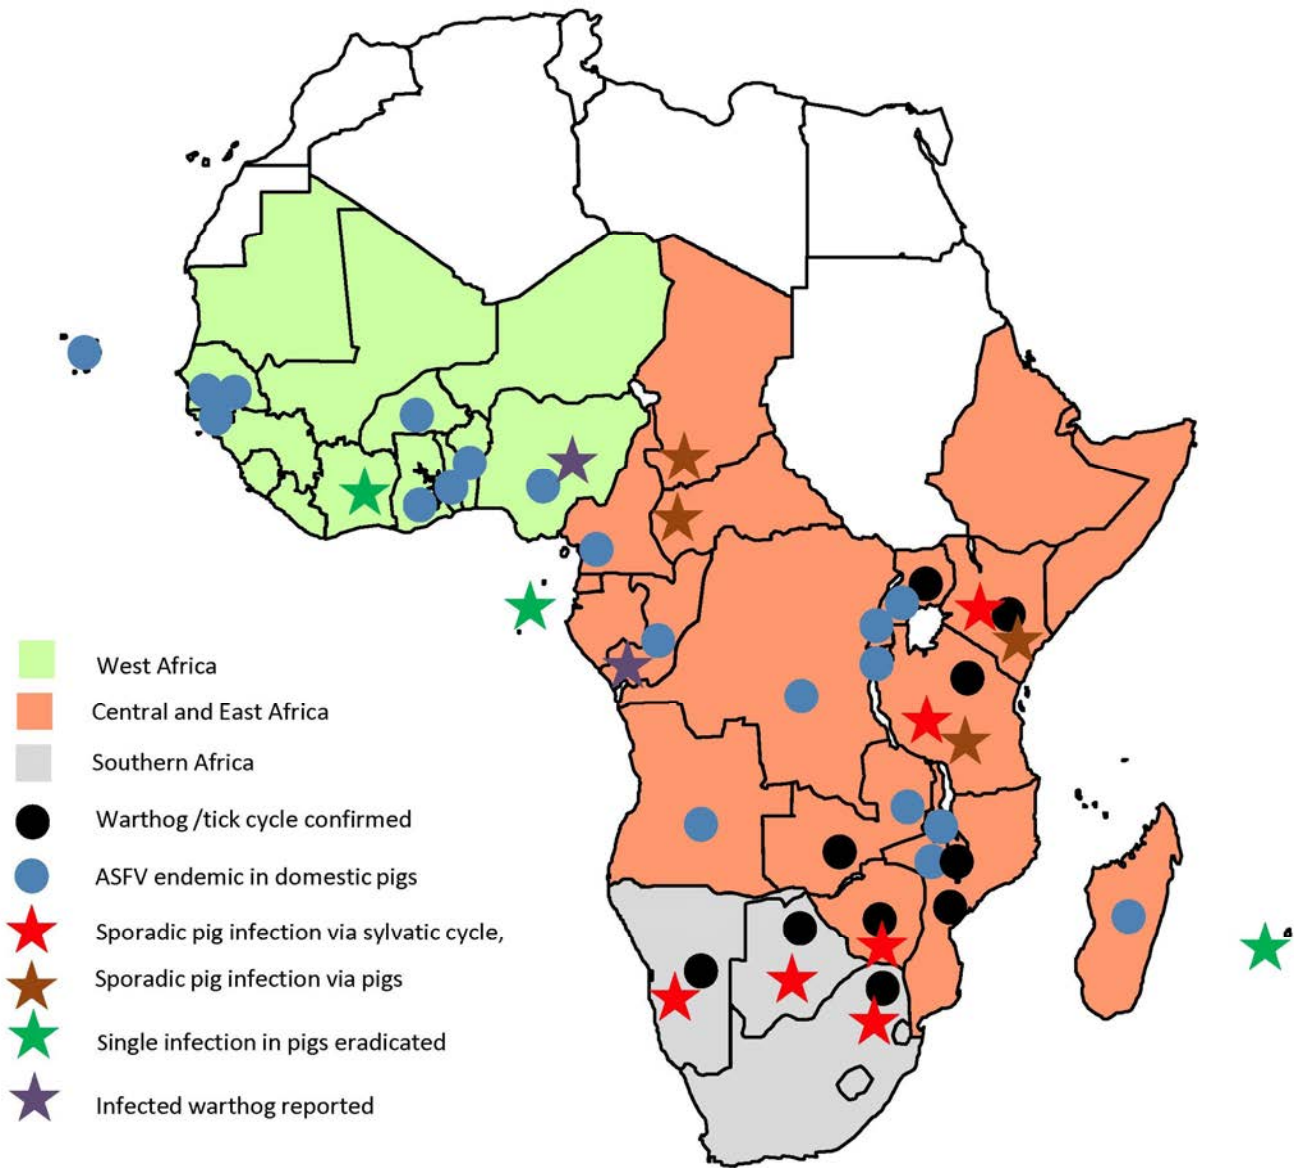 West Africa
Central and East Africa
Southern Africa
Warthog /tick cycle confirmed
ASFV endemic in domestic pigs
Sporadic pig infection via sylvatic cycle,
Sporadic pig infection via pigs
Single infection in pigs eradicated
Infected warthog reported